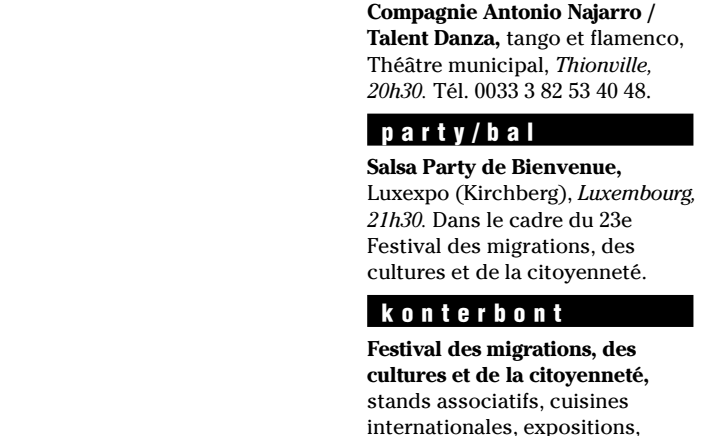 Compagnie Antonio Najarro /
Talent Danza, tango et flamenco,
Théâtre municipal, Thionville,
20h30. Tél. 0033 3 82 53 40 48.
party/bal
Salsa Party de Bienvenue,
Luxexpo (Kirchberg), Luxembourg,
21h30. Dans le cadre du 23e
Festival des migrations, des
cultures et de la citoyenneté.
konterbont
Festival des migrations, des
cultures et de la citoyenneté,
stands associatifs, cuisines
internationales, expositions,